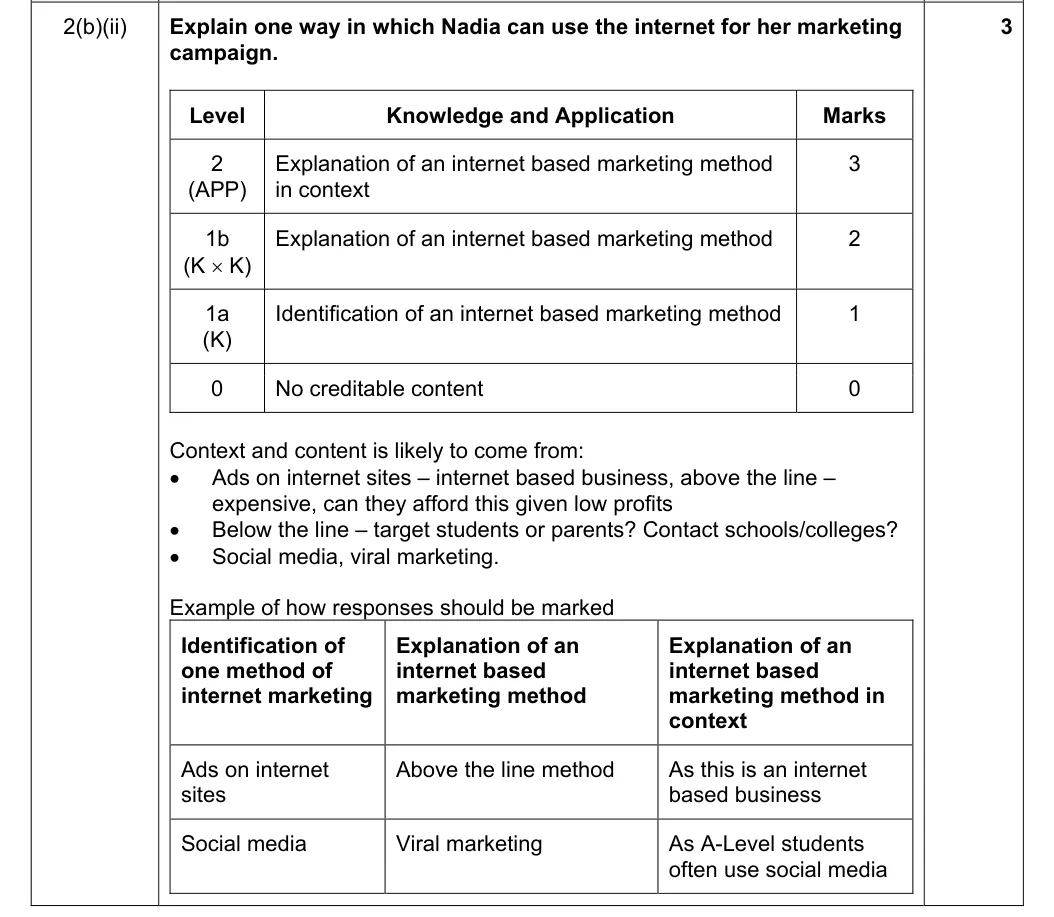 2(b)(ii)
Explain one way in which Nadia can use the internet for her marketing
campaign.
3
Level
Knowledge and Application
Marks
2
(APP)
Explanation of an internet based marketing method
in context
3
1b
(K × K)
Explanation of an internet based marketing method
2
1a
(K)
Identification of an internet based marketing method
1
0
No creditable content
0
Context and content is likely to come from:
• Ads on internet sites – internet based business, above the line –
expensive, can they afford this given low profits
• Below the line – target students or parents? Contact schools/colleges?
• Social media, viral marketing.
Example of how responses should be marked
Identification of
one method of
internet marketing
Explanation of an
internet based
marketing method
Explanation of an
internet based
marketing method in
context
Ads on internet
sites
Above the line method
As this is an internet
based business
Social media
Viral marketing
As A-Level students
often use social media